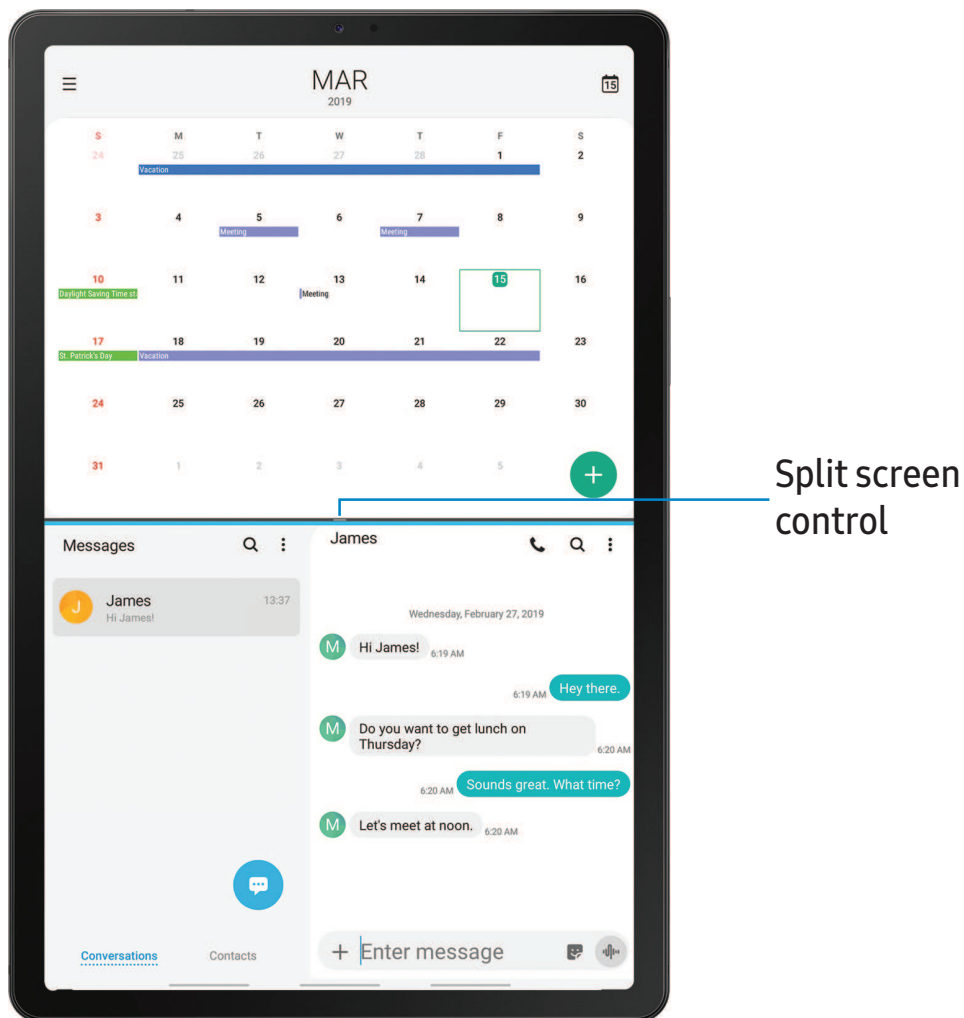 MAR
15
2019
S M T W T F S
24 25 26 27 28 1 2
Vacation
3 4 5 6 7 8 9
Meeting Meeting
10 11 12 13 14 15 16
Daylight Saving Time sta Meeting
17 18 19 20 21 22 23
St. Patrick's Day Vacation
24 25 26 27 28 29 30
31 1 2 3 4 5
+
Split screen
control
Messages
James
J
James
13:37
Hi James!
Wednesday, February 27, 2019
M Hi James! 6:19 AM
6:19 AM Hey there.
M Do you want to get lunch on
Thursday? 6:20 AM
6:20 AM Sounds great. What time?
M Let's meet at noon. 6:20 AM
Conversations Contacts
+ Enter message